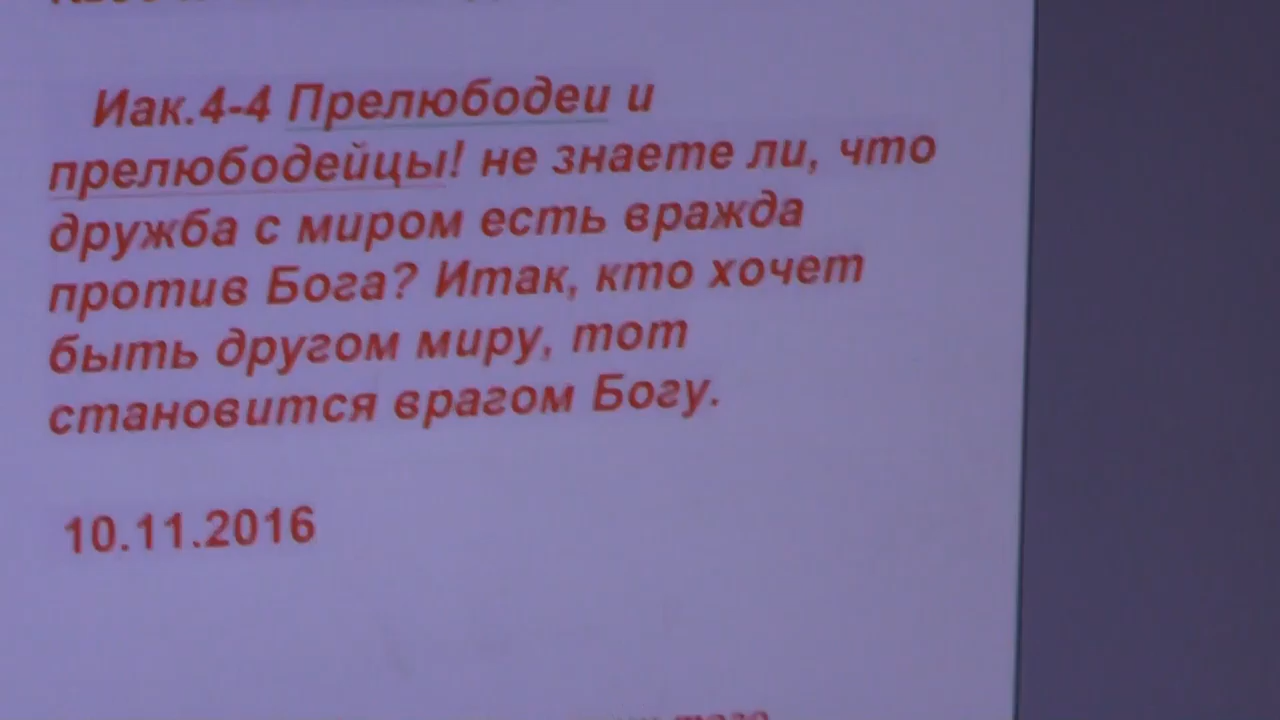 Иак.4-4 Прелюбодеи и
прелюбодейцы! не знаете ли, что
дружба с миром есть вражда
против Бога? Итак, кто хочет
быть другом миру, тот
становится врагом Богу.
10.11.2016